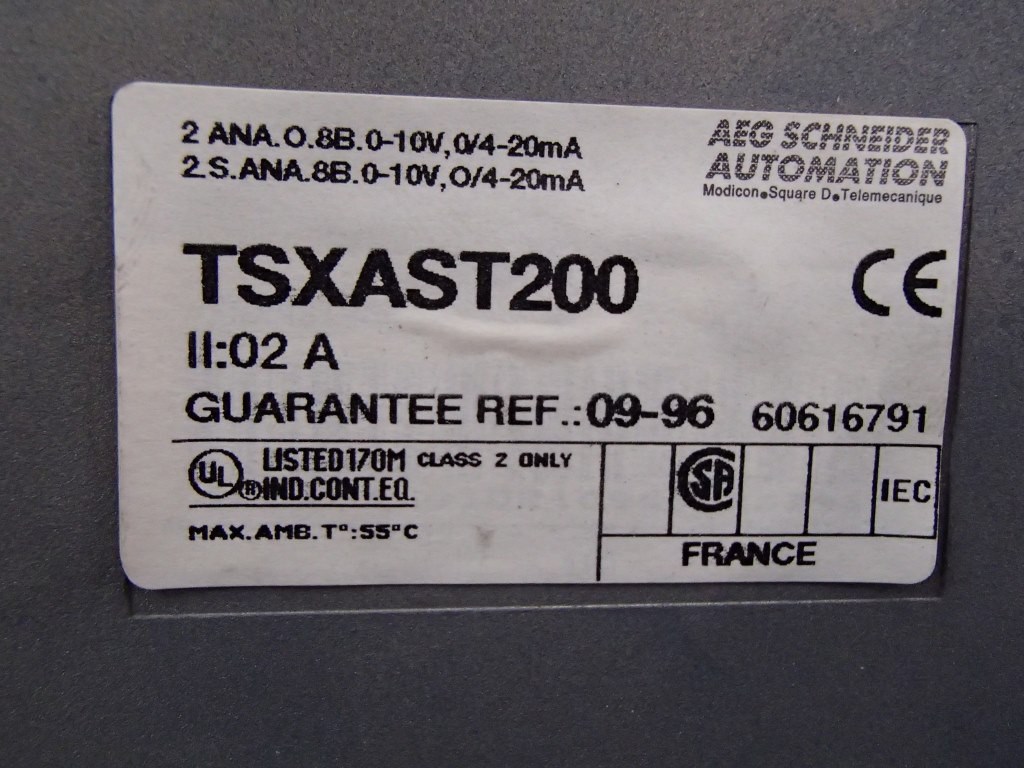 2 ANA.O.8B.0-10V,0/4-20mA
2.S.ANA.8B.0-10V,O/4-20mA
AEG SCHNEIDER
AUTOMATION
Modicon●Square D●Telemecanique
TSXAST200
CE
II:02 A
GUARANTEE REF.:09-96 60616791
UL LISTED170M CLASS 2 ONLY
®IND.CONT.EQ.
MAX.AMB.T°:55°C
SA
IEC
FRANCE